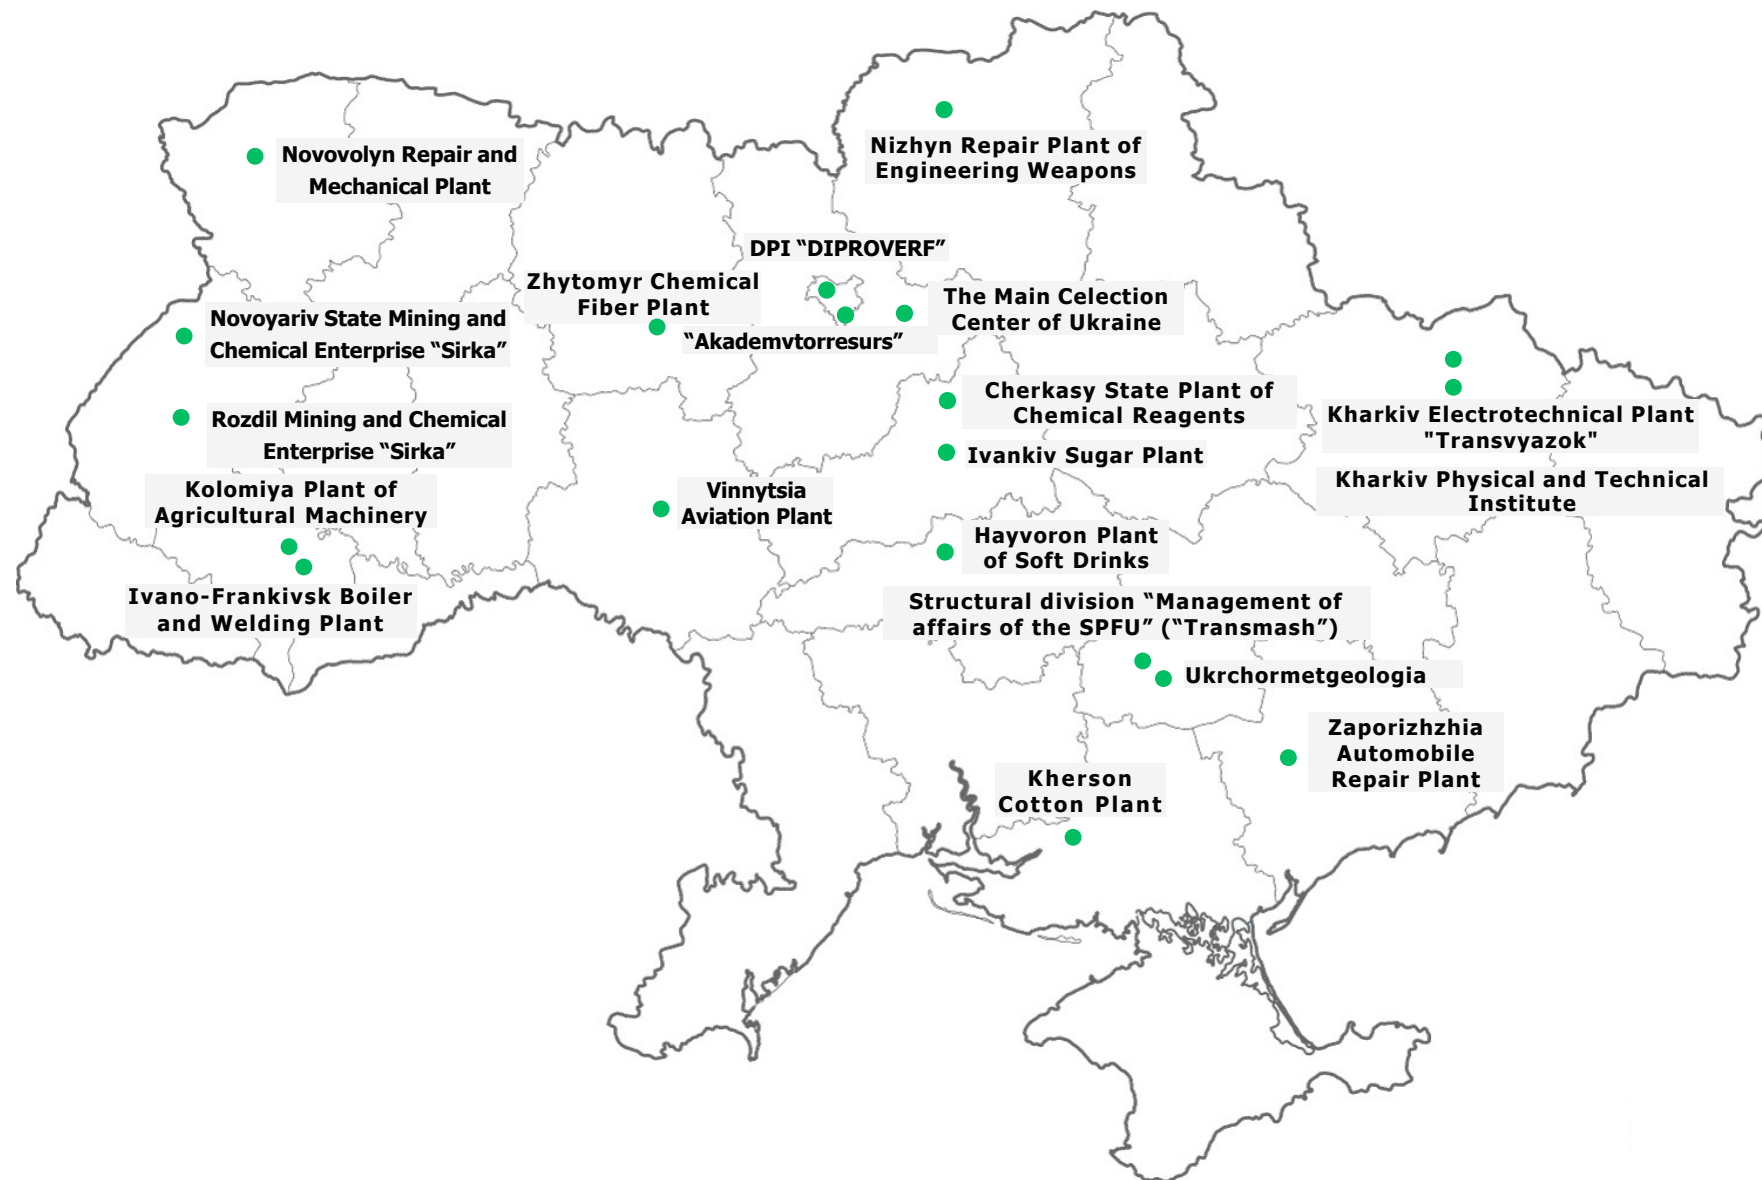 Nizhyn Repair Plant of
Engineering Weapons
Novovolyn Repair and
Mechanical Plant
DPI “DIPROVERF”
Zhytomyr Chemical
Fiber Plant
The Main Celection
Center of Ukraine
“Akademvtorresurs”
Novoyariv State Mining and
Chemical Enterprise “Sirka”
Cherkasy State Plant of
Chemical Reagents
Kharkiv Electrotechnical Plant
"Transvyazok"
Rozdil Mining and Chemical
Enterprise “Sirka”
Ivankiv Sugar Plant
Kharkiv Physical and Technical
Institute
Kolomiya Plant of
Agricultural Machinery
Vinnytsia
Aviation Plant
Hayvoron Plant
of Soft Drinks
Ivano-Frankivsk Boiler
and Welding Plant
Structural division “Management of
affairs of the SPFU” (“Transmash”)
Ukrchormetgeologia
Zaporizhzhia
Automobile
Repair Plant
Kherson
Cotton Plant